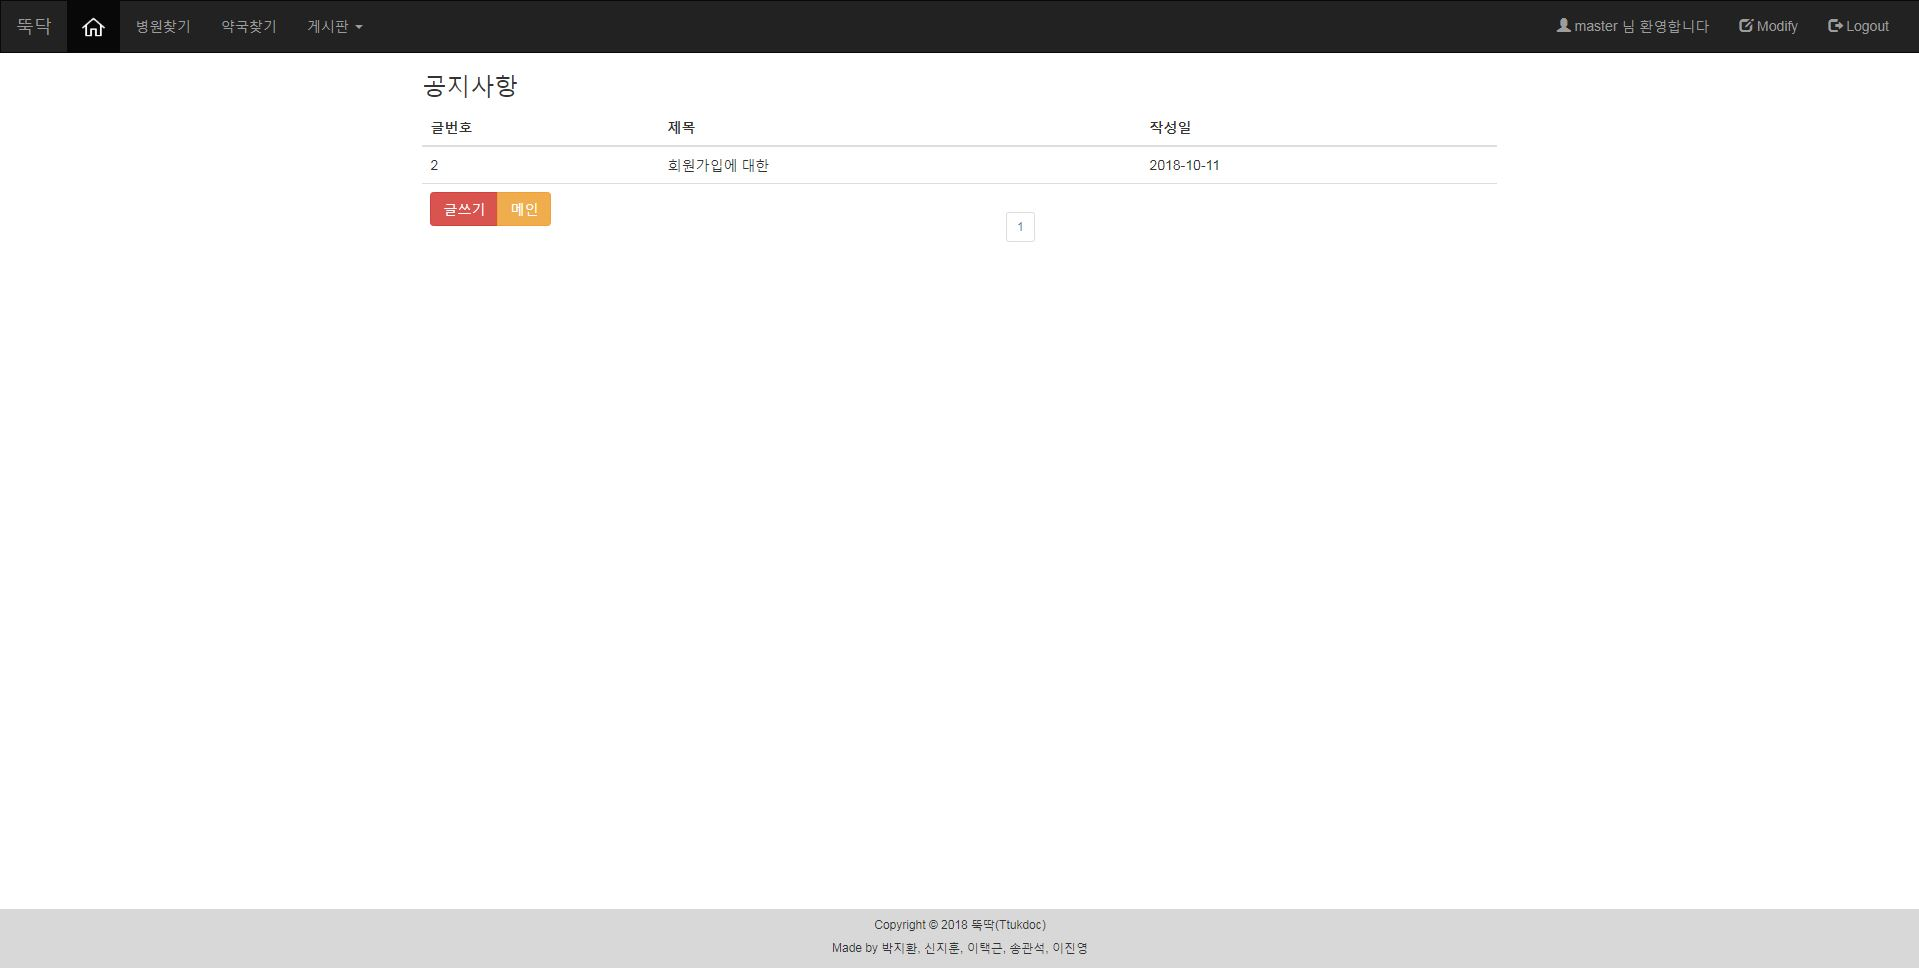 뚝닥 병원찾기 약국찾기 게시판 master 님 환영합니다 Modify Logout
공지사항
글번호 제목 작성일
2 회원가입에 대한 2018-10-11
글쓰기 메인
1
Copyright © 2018 뚝딱(Ttukdoc)
Made by 박지환, 신지훈, 이택근, 송관석, 이진영